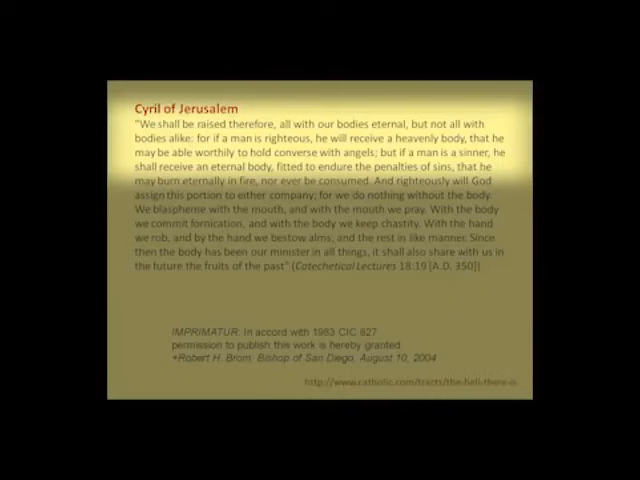 Cyril of Jerusalem
"We shall be raised therefore, all with our bodies eternal, but not all with
bodies alike: for if a man is righteous, he will receive a heavenly body, that he
may be able worthily to hold converse with angels; but if a man is a sinner, he
shall receive an eternal body, fitted to endure the penalties of sins, that he
may burn eternally in fire, nor ever be consumed. And righteously will God
assign this portion to either company; for we do nothing without the body.
We blaspheme with the mouth, and with the mouth we pray. With the body
we commit fornication, and with the body we keep chastity. With the hand
we rob, and by the hand we bestow alms; and the rest in like manner. Since
then the body has been our minister in all things, it shall also share with us in
the future the fruits of the past" (Catechetical Lectures 18:19 [A.D. 350])
IMPRIMATUR: In accord with 1983 CIC 827
permission to publish this work is hereby granted.
+Robert H. Brom, Bishop of San Diego, August 10, 2004
http://www.catholic.com/tracts/the-hell-there-is